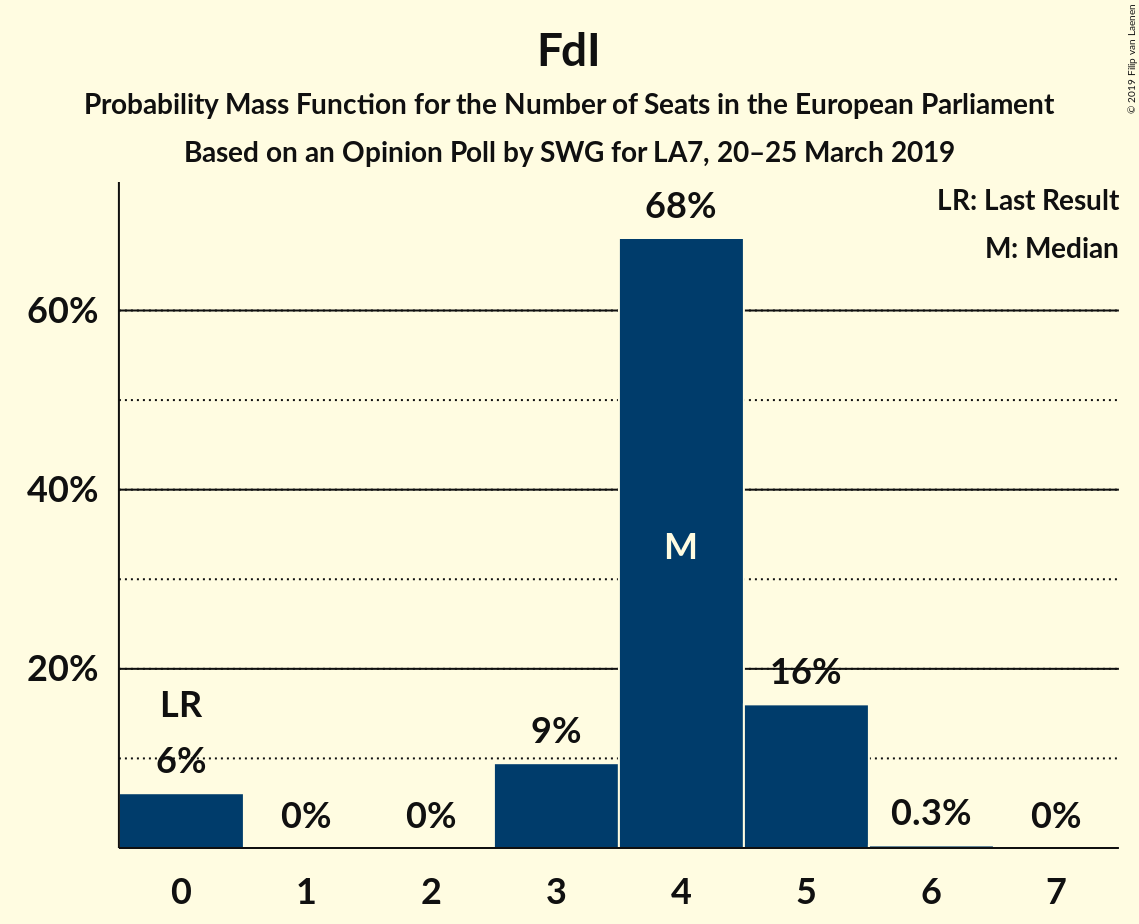 FdI
Probability Mass Function for the Number of Seats in the European Parliament
Based on an Opinion Poll by SWG for LA7, 20–25 March 2019
© 2019 Filip van Laenen
LR: Last Result
M: Median
68%
60%
40%
M
20%
16%
LR
9%
6%
0%
0%
0.3%
0%
0 1 2 3 4 5 6 7